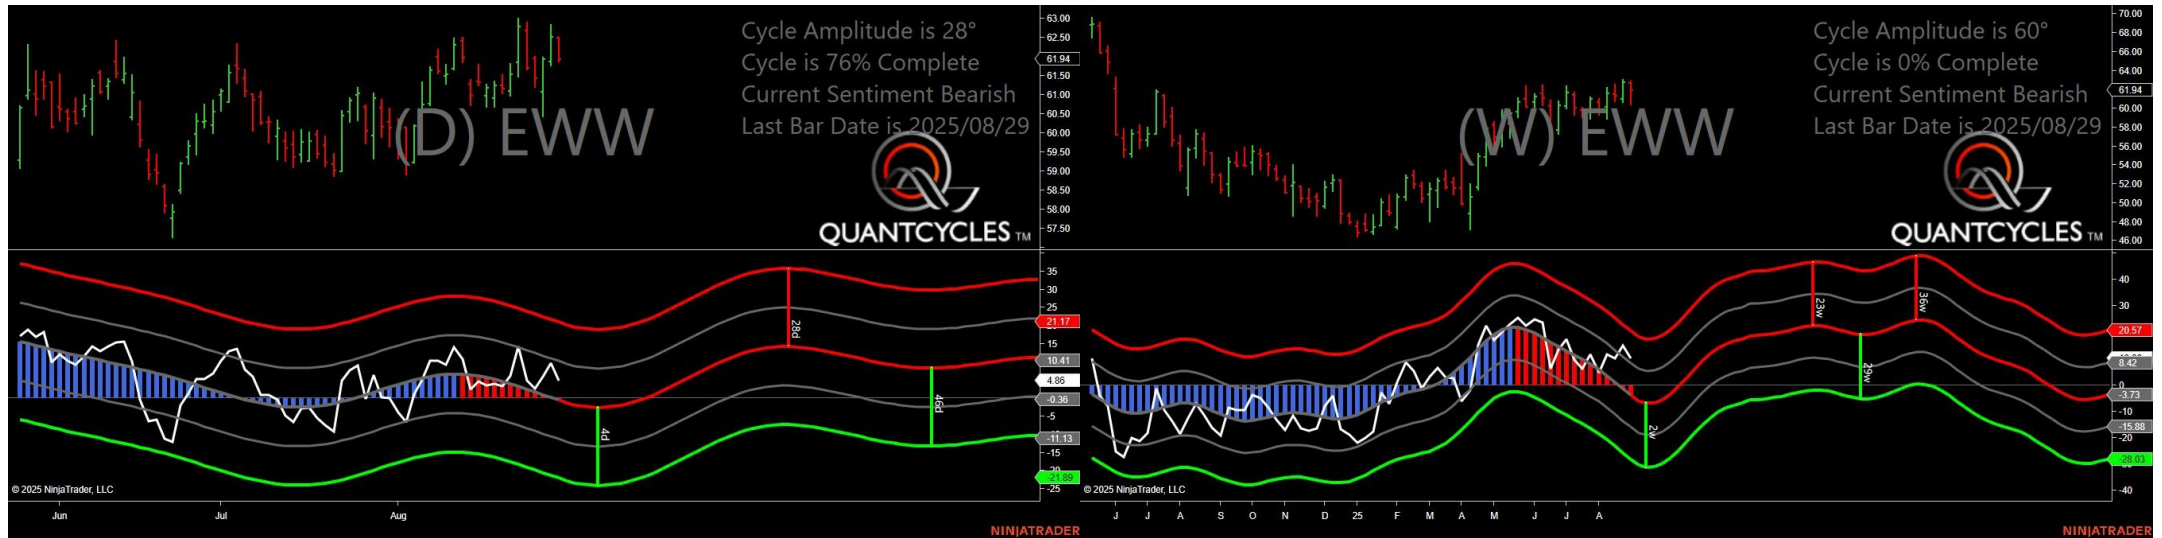 Cycle Amplitude is 28°
Cycle is 76% Complete
Current Sentiment Bearish
Last Bar Date is 2025/08/29
(D) EWW
QUANTCYCLES TM
63.00
62.50
61.94
61.50
61.00
60.50
60.00
59.50
59.00
58.50
58.00
57.50
35
30
25
21.17
15
10.41
4.86
-0.36
-5
-11.13
-15
-21.89
-25
28d
4d
46d
© 2025 NinjaTrader, LLC
Jun
Jul
Aug
NINJATRADER
Cycle Amplitude is 60°
Cycle is 0% Complete
Current Sentiment Bearish
Last Bar Date is 2025/08/29
(W) EWW
QUANTCYCLES TM
70.00
68.00
66.00
64.00
61.94
60.00
58.00
56.00
54.00
52.00
50.00
48.00
46.00
40
30
20.57
8.42
0
-3.73
-10
-15.88
-20
-28.03
-40
23w
36w
29w
2w
© 2025 NinjaTrader, LLC
J J A S O N D 25 F M A M J J A
NINJATRADER